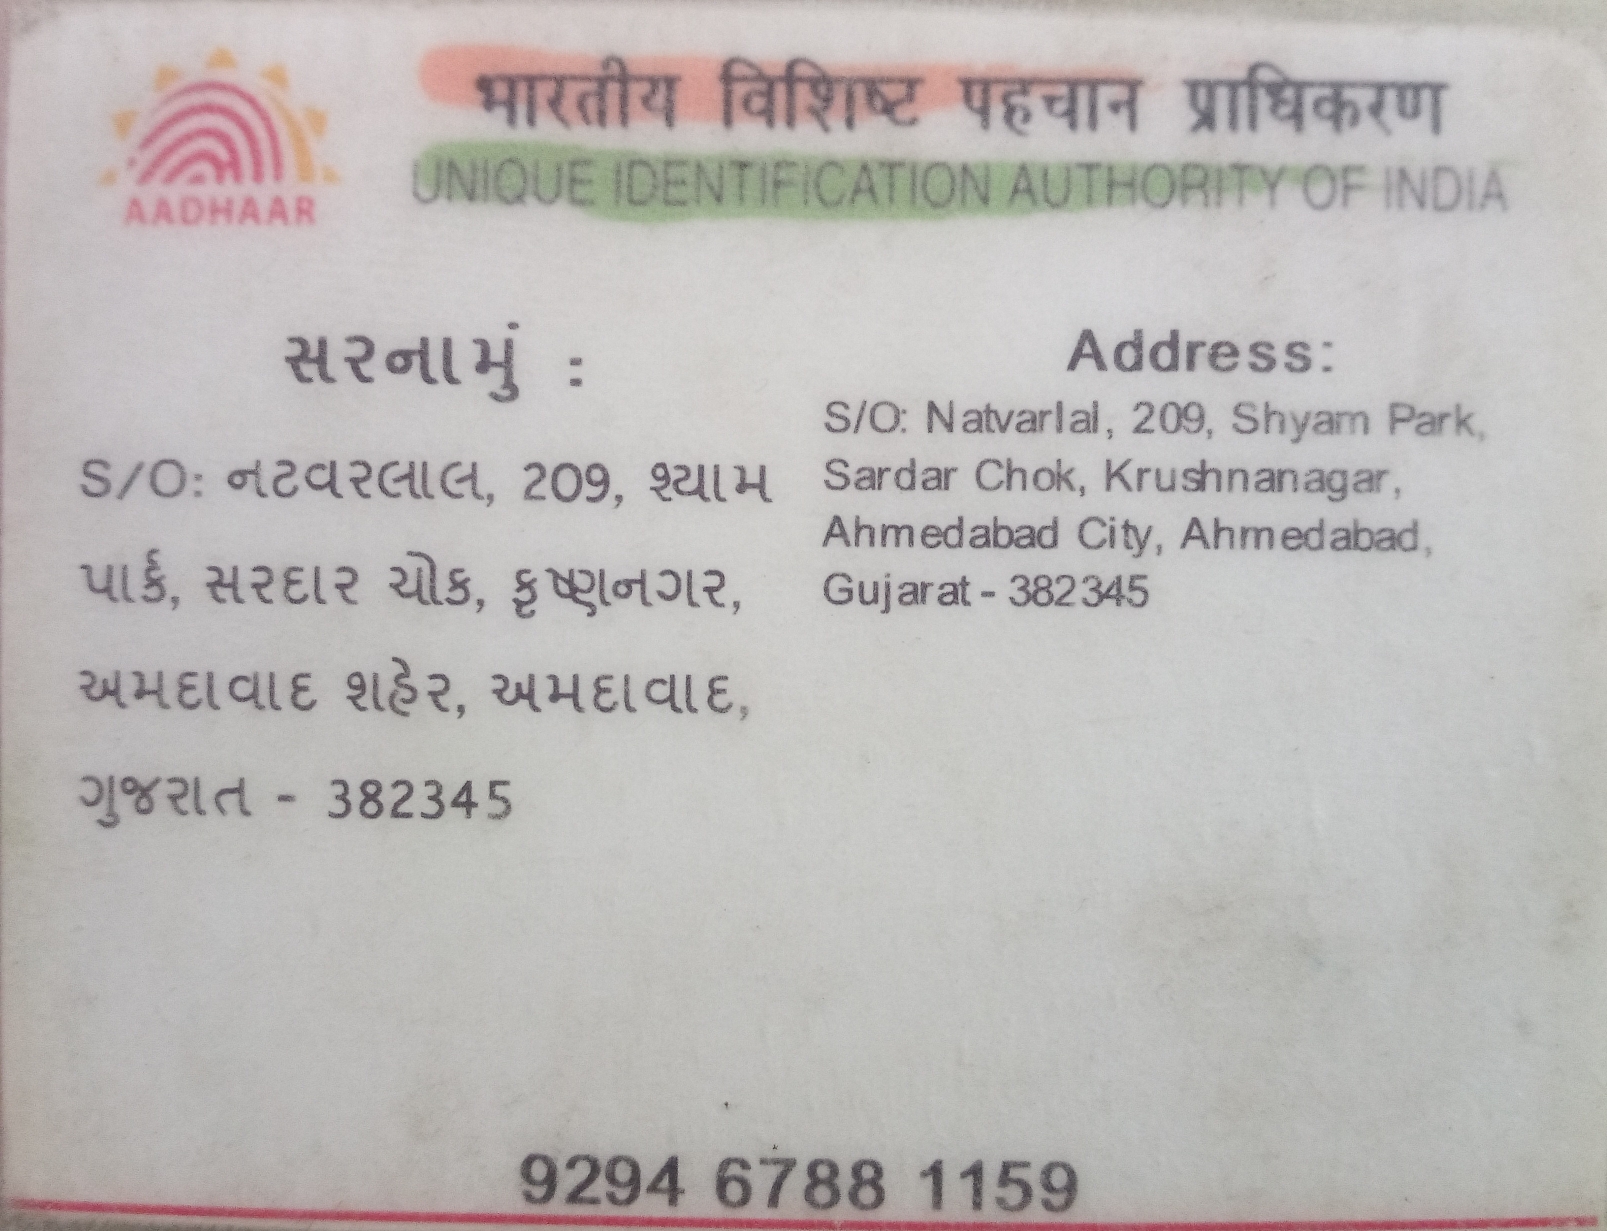 भारतीय विशिष्ट पहचान प्राधिकरण
UNIQUE IDENTIFICATION AUTHORITY OF INDIA
AADHAAR
સરનામું :
S/O: નટવરલાલ, 209, શ્યામ
પાર્ક, સરદાર ચોક, કૃષ્ણનગર,
અમદાવાદ શહેર, અમદાવાદ,
ગુજરાત - 382345
Address:
S/O: Natvarlal, 209, Shyam Park,
Sardar Chok, Krushnanagar,
Ahmedabad City, Ahmedabad,
Gujarat - 382345
9294 6788 1159